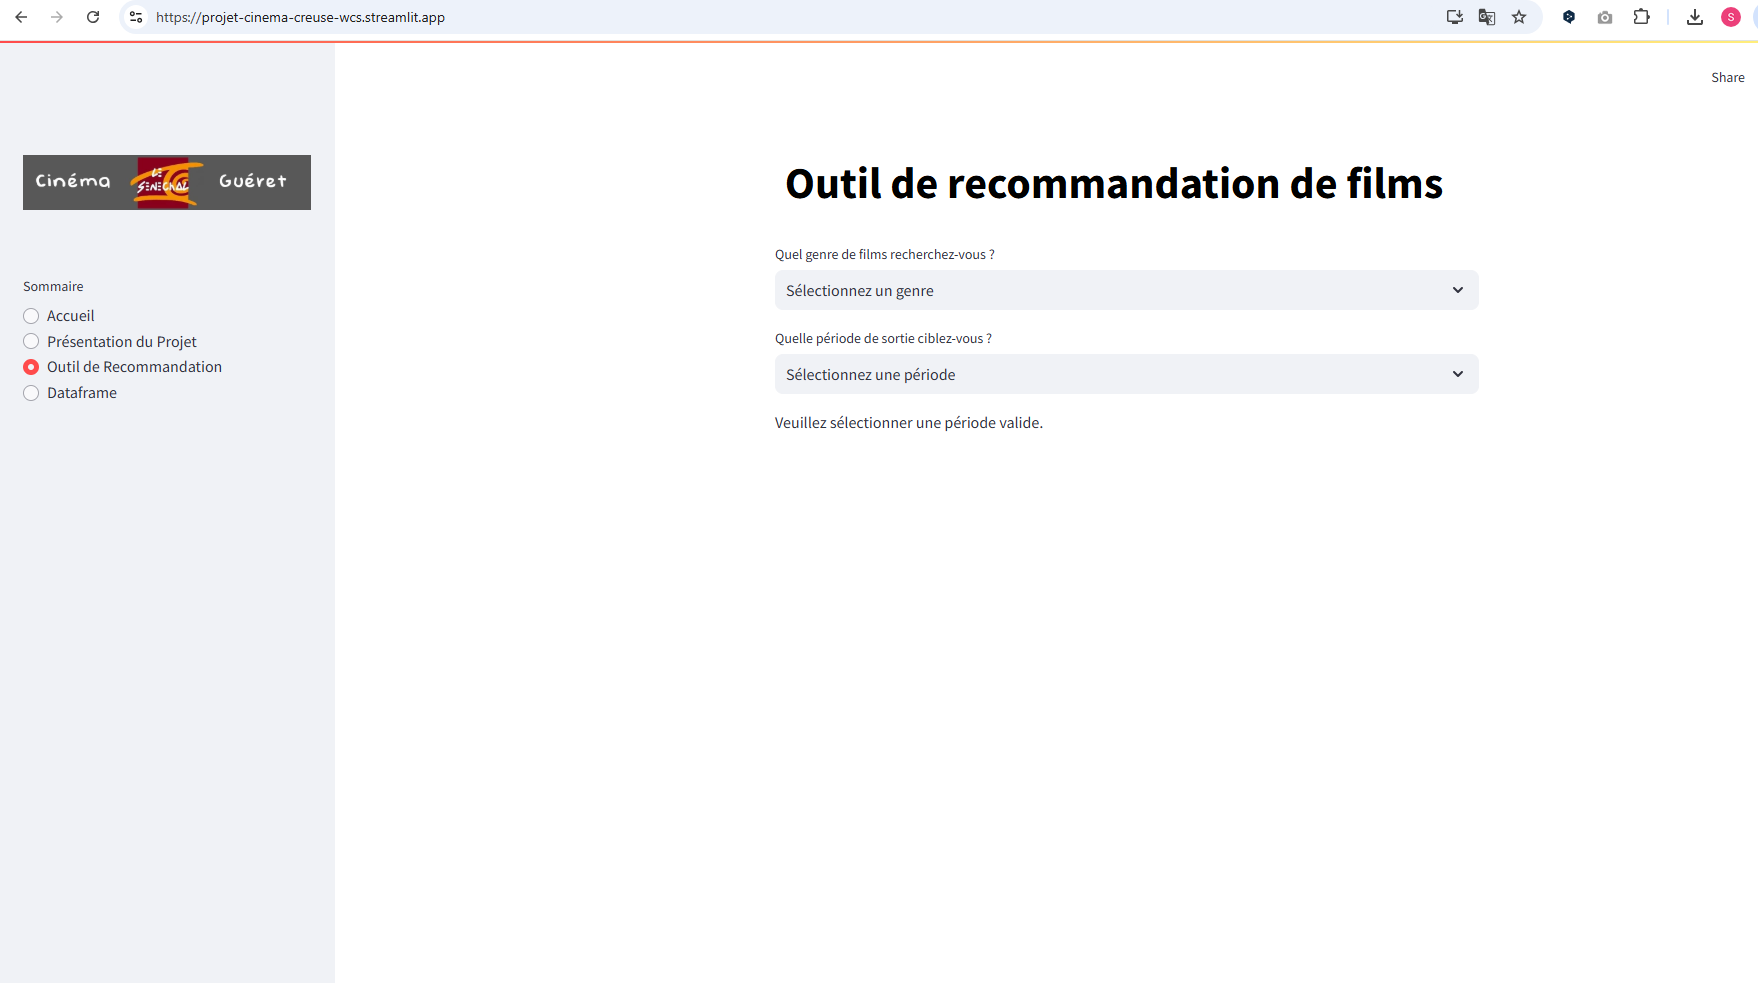 https://projet-cinema-creuse-wcs.streamlit.app
S
Share
Cinéma LE SENECHAL Guéret
Outil de recommandation de films
Quel genre de films recherchez-vous ?
Sélectionnez un genre
Sommaire
Accueil
Présentation du Projet
Outil de Recommandation
Dataframe
Quelle période de sortie ciblez-vous ?
Sélectionnez une période
Veuillez sélectionner une période valide.